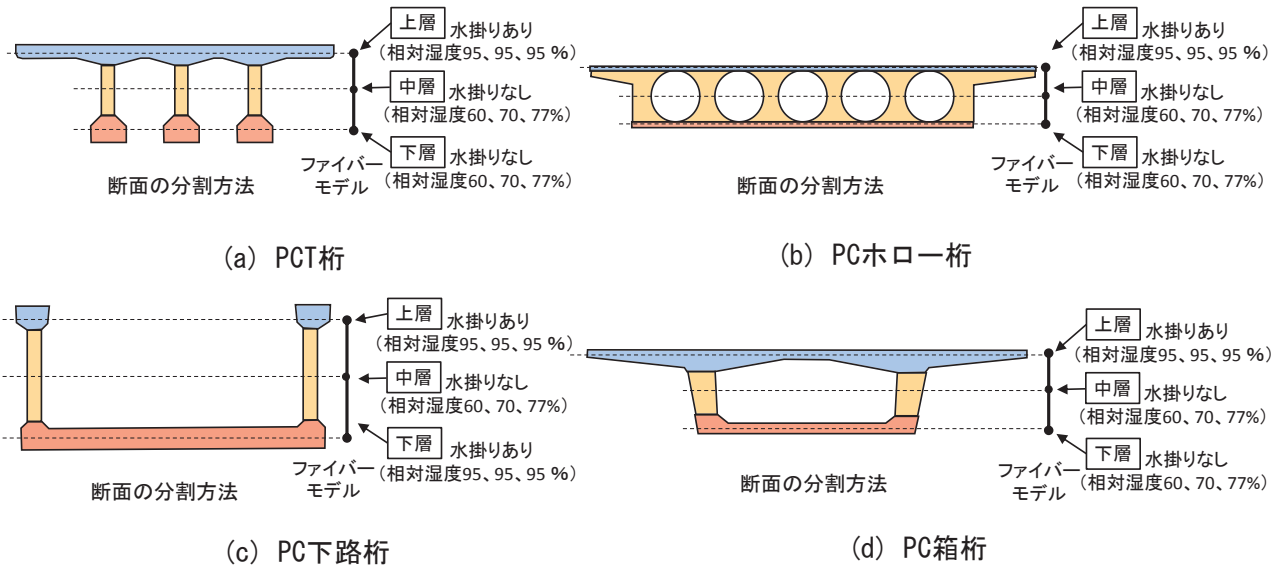 上層 水掛りあり
(相対湿度95、95、95 %)
中層 水掛りなし
(相対湿度60、70、77%)
下層 水掛りなし
(相対湿度60、70、77%)
ファイバー
モデル
断面の分割方法
(a) PCT桁
上層 水掛りあり
(相対湿度95、95、95 %)
中層 水掛りなし
(相対湿度60、70、77%)
下層 水掛りなし
(相対湿度60、70、77%)
ファイバー
モデル
断面の分割方法
(b) PCホロー桁
上層 水掛りあり
(相対湿度95、95、95 %)
中層 水掛りなし
(相対湿度60、70、77%)
下層 水掛りあり
(相対湿度95、95、95 %)
ファイバー
モデル
断面の分割方法
(c) PC下路桁
上層 水掛りあり
(相対湿度95、95、95 %)
中層 水掛りなし
(相対湿度60、70、77%)
下層 水掛りなし
(相対湿度60、70、77%)
ファイバー
モデル
断面の分割方法
(d) PC箱桁